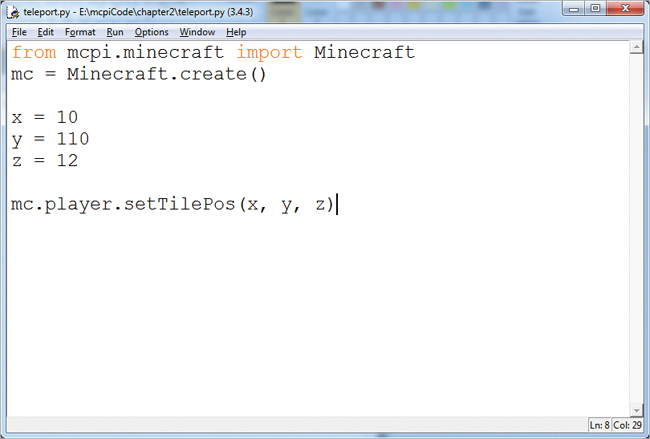 teleport.py - E:\mcpiCode\chapter2\teleport.py (3.4.3)
File Edit Format Run Options Window Help
from mcpi.minecraft import Minecraft
mc = Minecraft.create()
x = 10
y = 110
z = 12
mc.player.setTilePos(x, y, z)
Ln: 8 Col: 29